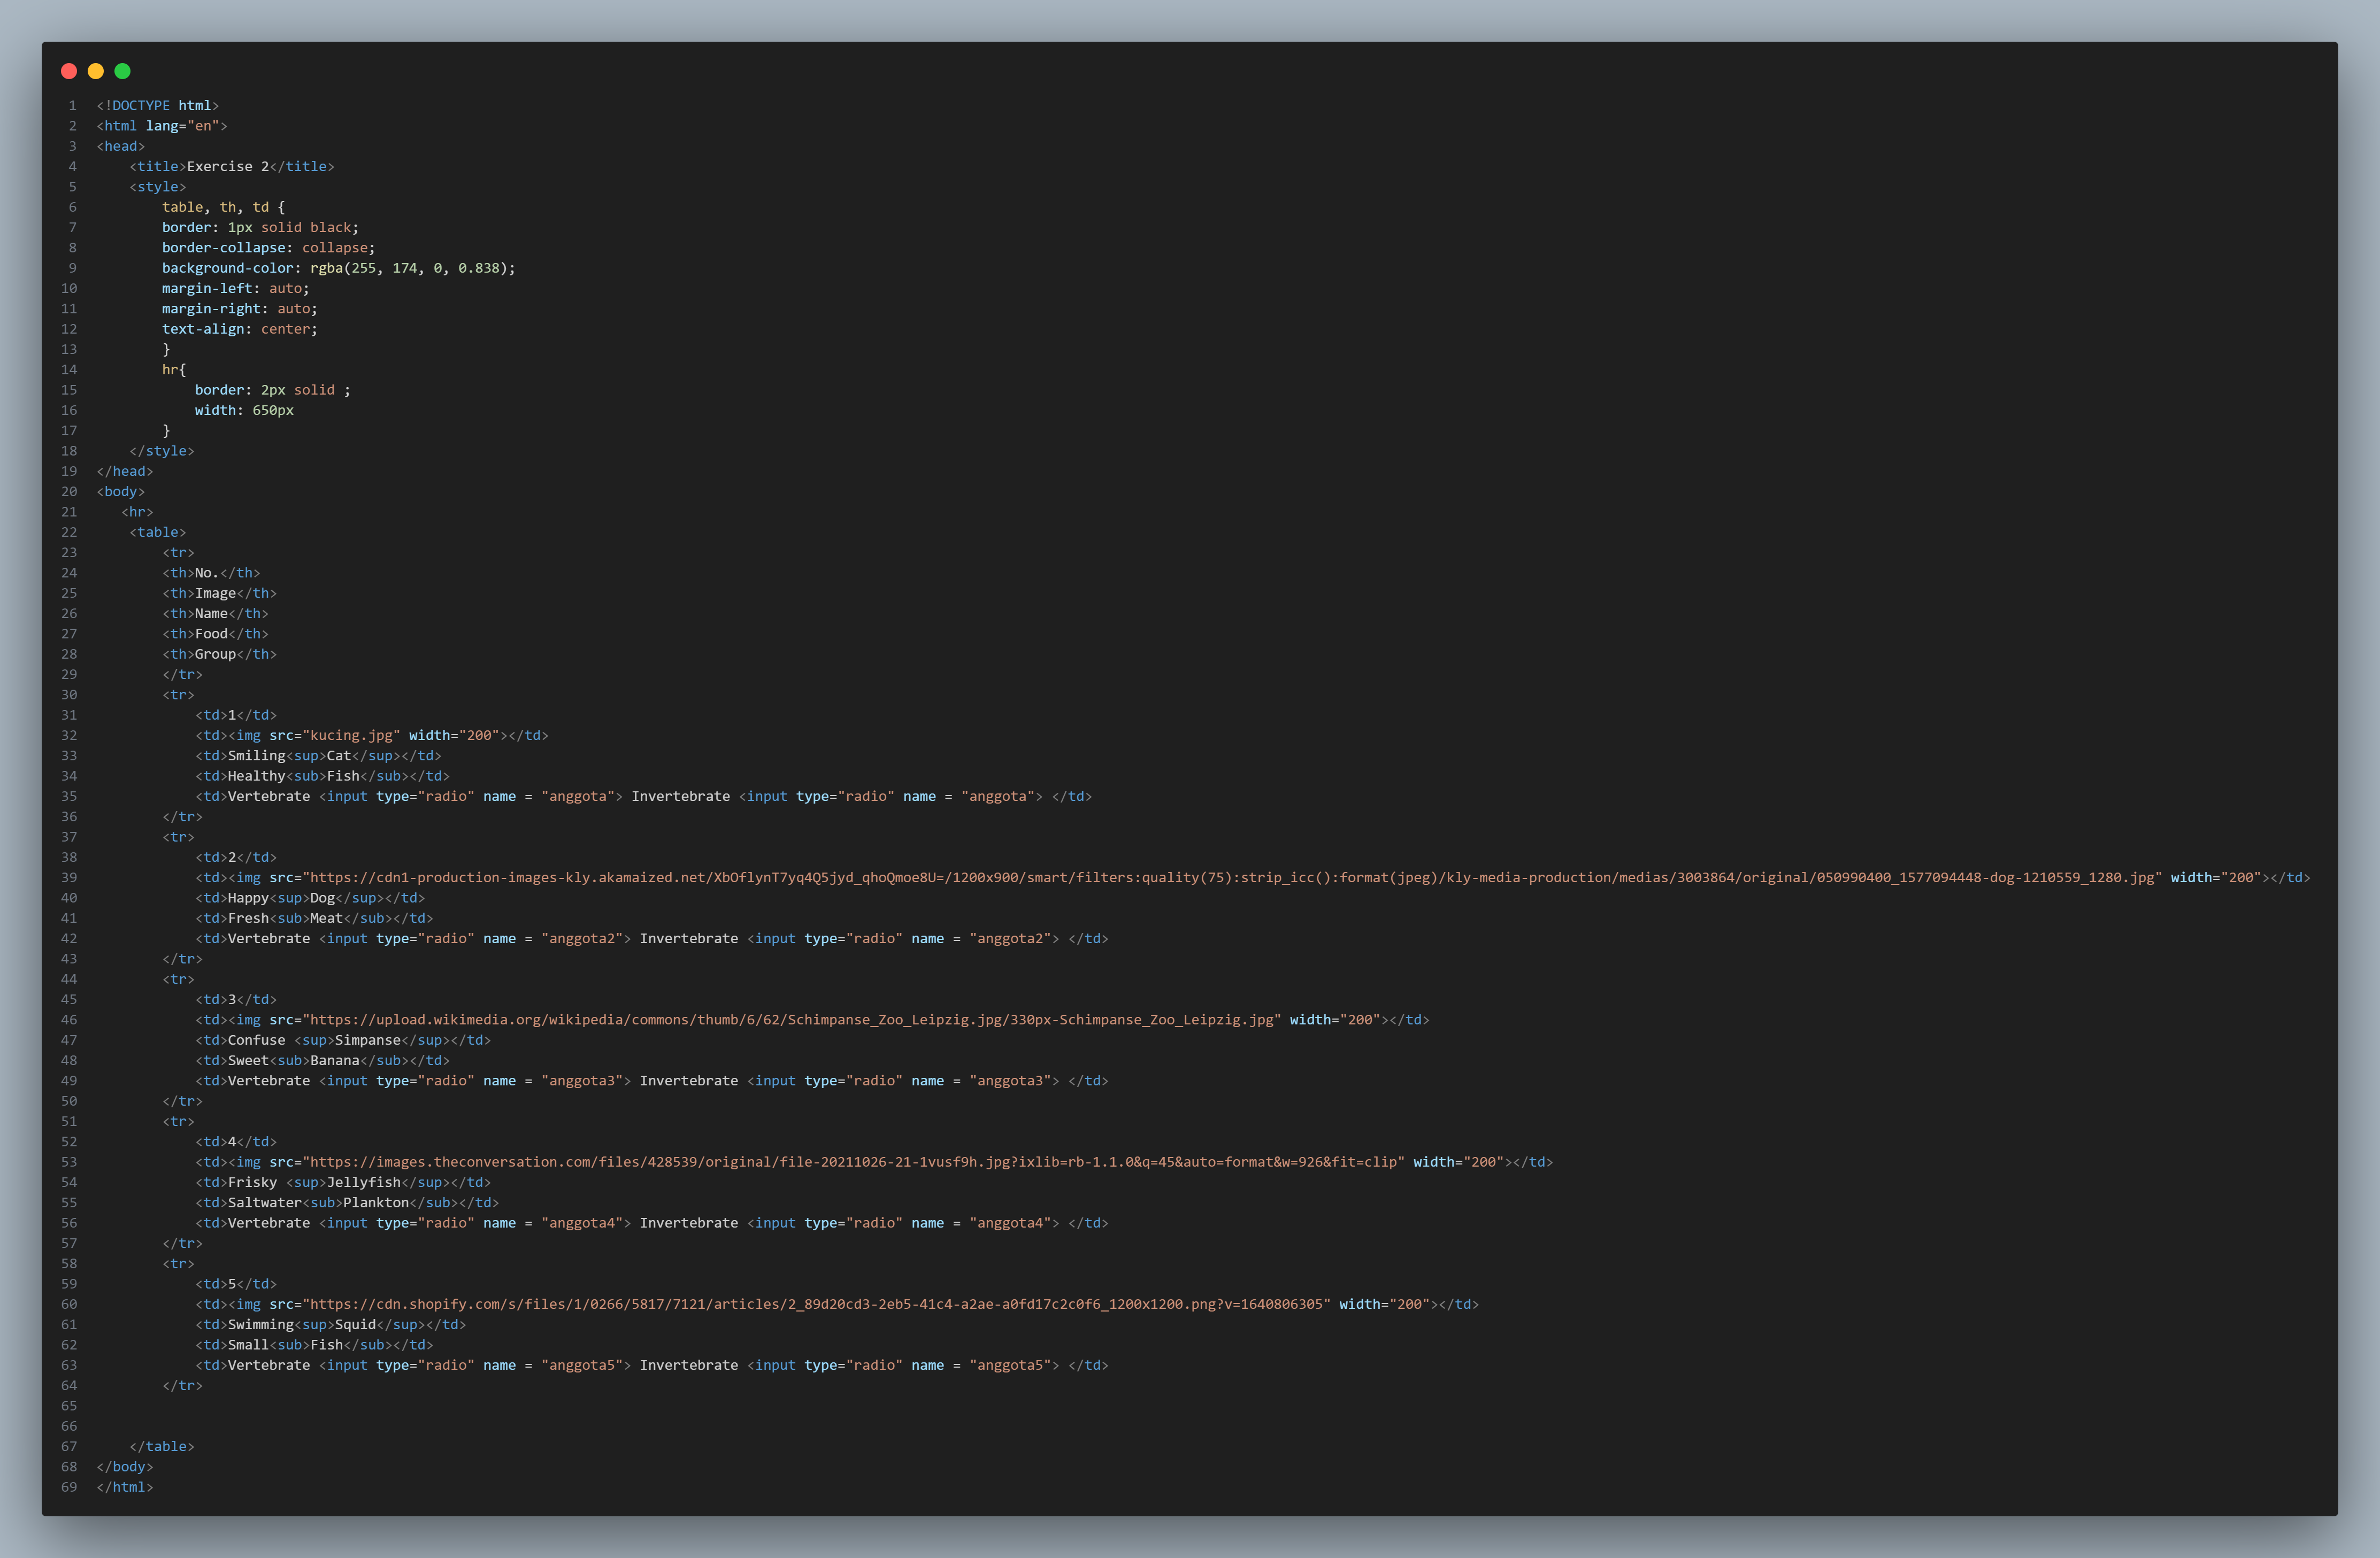 1 <!DOCTYPE html>
2 <html lang="en">
3 <head>
4     <title>Exercise 2</title>
5     <style>
6         table, th, td {
7         border: 1px solid black;
8         border-collapse: collapse;
9         background-color: rgba(255, 174, 0, 0.838);
10         margin-left: auto;
11         margin-right: auto;
12         text-align: center;
13         }
14         hr{
15             border: 2px solid ;
16             width: 650px
17         }
18     </style>
19 </head>
20 <body>
21    <hr>
22     <table>
23         <tr>
24         <th>No.</th>
25         <th>Image</th>
26         <th>Name</th>
27         <th>Food</th>
28         <th>Group</th>
29         </tr>
30         <tr>
31             <td>1</td>
32             <td><img src="kucing.jpg" width="200"></td>
33             <td>Smiling<sup>Cat</sup></td>
34             <td>Healthy<sub>Fish</sub></td>
35             <td>Vertebrate <input type="radio" name = "anggota"> Invertebrate <input type="radio" name = "anggota"> </td>
36         </tr>
37         <tr>
38             <td>2</td>
39             <td><img src="https://cdn1-production-images-kly.akamaized.net/XbOflynT7yq4Q5jyd_qhoQmoe8U=/1200x900/smart/filters:quality(75):strip_icc():format(jpeg)/kly-media-production/medias/3003864/original/050990400_1577094448-dog-1210559_1280.jpg" width="200"></td>
40             <td>Happy<sup>Dog</sup></td>
41             <td>Fresh<sub>Meat</sub></td>
42             <td>Vertebrate <input type="radio" name = "anggota2"> Invertebrate <input type="radio" name = "anggota2"> </td>
43         </tr>
44         <tr>
45             <td>3</td>
46             <td><img src="https://upload.wikimedia.org/wikipedia/commons/thumb/6/62/Schimpanse_Zoo_Leipzig.jpg/330px-Schimpanse_Zoo_Leipzig.jpg" width="200"></td>
47             <td>Confuse <sup>Simpanse</sup></td>
48             <td>Sweet<sub>Banana</sub></td>
49             <td>Vertebrate <input type="radio" name = "anggota3"> Invertebrate <input type="radio" name = "anggota3"> </td>
50         </tr>
51         <tr>
52             <td>4</td>
53             <td><img src="https://images.theconversation.com/files/428539/original/file-20211026-21-1vusf9h.jpg?ixlib=rb-1.1.0&q=45&auto=format&w=926&fit=clip" width="200"></td>
54             <td>Frisky <sup>Jellyfish</sup></td>
55             <td>Saltwater<sub>Plankton</sub></td>
56             <td>Vertebrate <input type="radio" name = "anggota4"> Invertebrate <input type="radio" name = "anggota4"> </td>
57         </tr>
58         <tr>
59             <td>5</td>
60             <td><img src="https://cdn.shopify.com/s/files/1/0266/5817/7121/articles/2_89d20cd3-2eb5-41c4-a2ae-a0fd17c2c0f6_1200x1200.png?v=1640806305" width="200"></td>
61             <td>Swimming<sup>Squid</sup></td>
62             <td>Small<sub>Fish</sub></td>
63             <td>Vertebrate <input type="radio" name = "anggota5"> Invertebrate <input type="radio" name = "anggota5"> </td>
64         </tr>
65
66
67     </table>
68 </body>
69 </html>